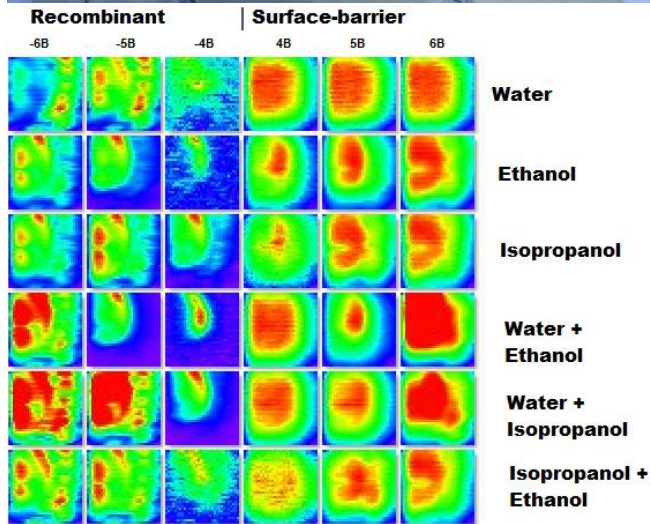 Recombinant | Surface-barrier
-6B -5B -4B 4B 5B 6B
Water
Ethanol
Isopropanol
Water +
Ethanol
Water +
Isopropanol
Isopropanol +
Ethanol